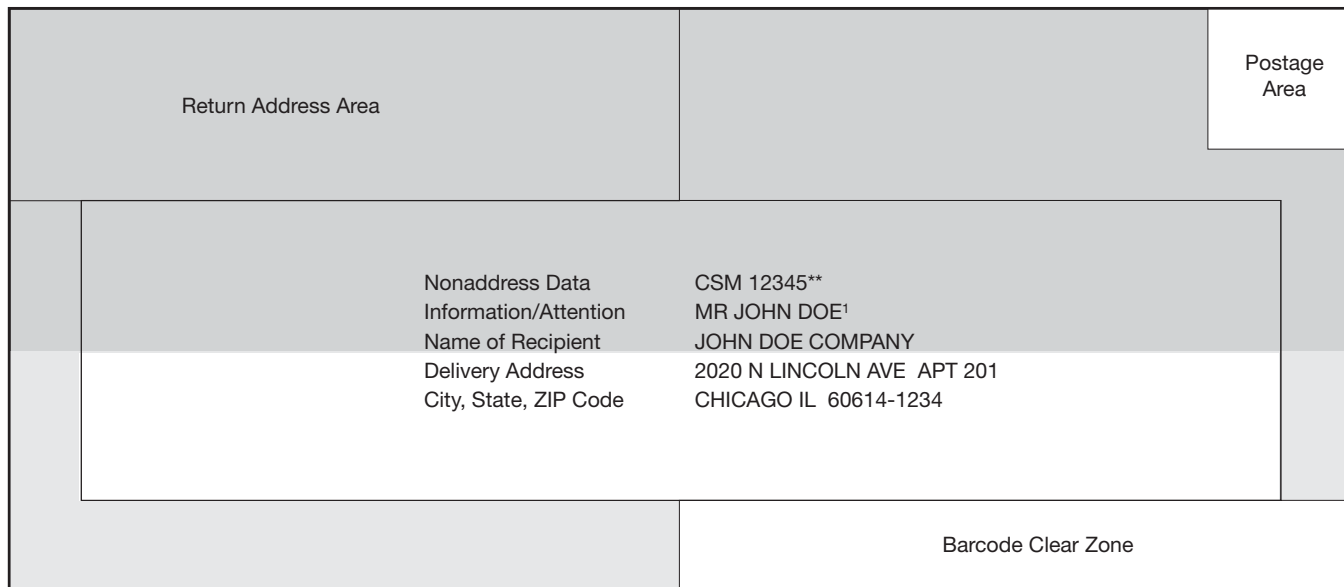 Postage
Area
Return Address Area
Nonaddress Data CSM 12345**
Information/Attention MR JOHN DOE¹
Name of Recipient JOHN DOE COMPANY
Delivery Address 2020 N LINCOLN AVE  APT 201
City, State, ZIP Code CHICAGO IL  60614-1234
Barcode Clear Zone